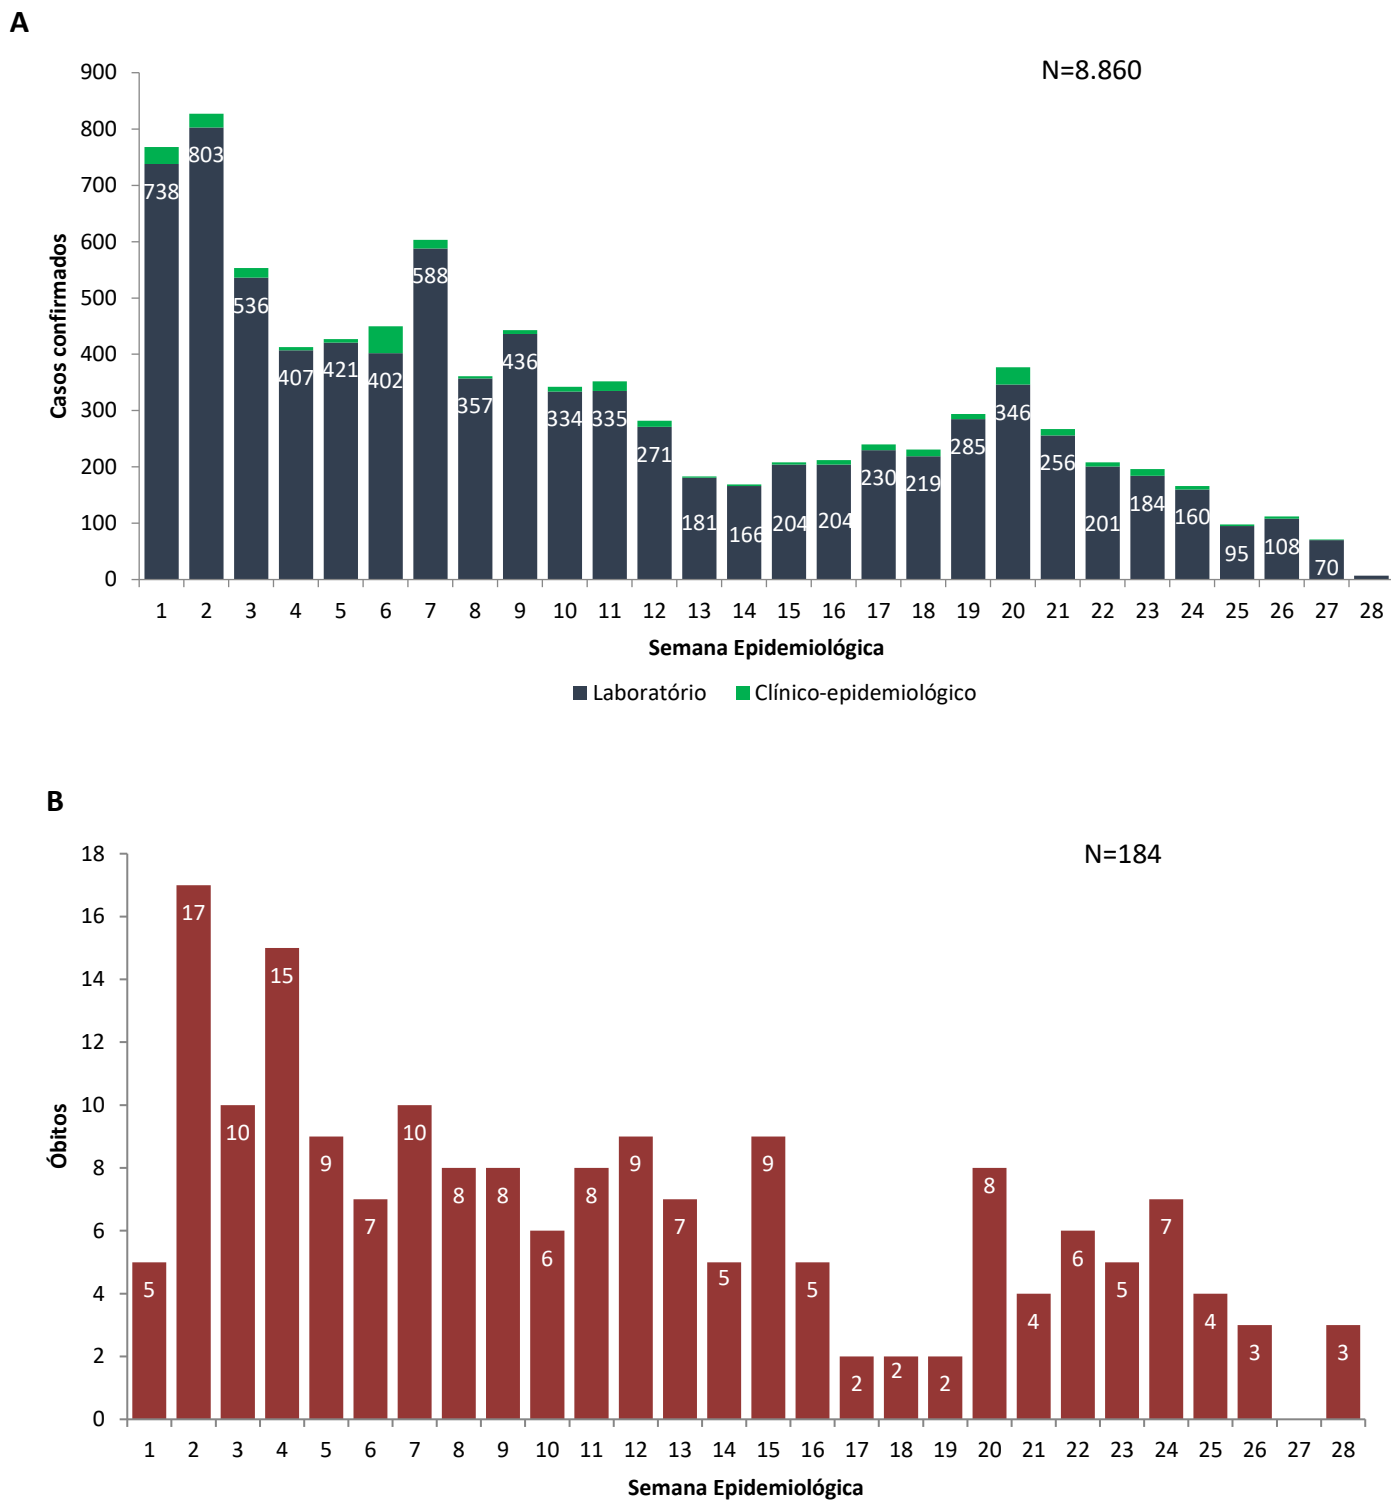 A
N=8.860
900
800
700
600
500
400
300
200
100
0
Casos confirmados
738 803 536 407 421 402 588 357 436 334 335 271 181 166 204 204 230 219 285 346 256 201 184 160 95 108 70
1 2 3 4 5 6 7 8 9 10 11 12 13 14 15 16 17 18 19 20 21 22 23 24 25 26 27 28
Semana Epidemiológica
Laboratório Clínico-epidemiológico
B
N=184
18
16
14
12
10
8
6
4
2
0
Óbitos
5 17 10 15 9 7 10 8 8 6 8 9 7 5 9 5 2 2 2 8 4 6 5 7 4 3 3
1 2 3 4 5 6 7 8 9 10 11 12 13 14 15 16 17 18 19 20 21 22 23 24 25 26 27 28
Semana Epidemiológica